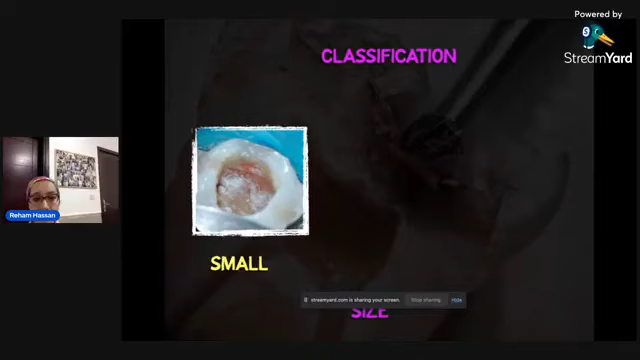 Powered by
StreamYard
CLASSIFICATION
Reham Hassan
SMALL
streamyard.com is sharing your screen.
Stop sharing
Hide
SIZE